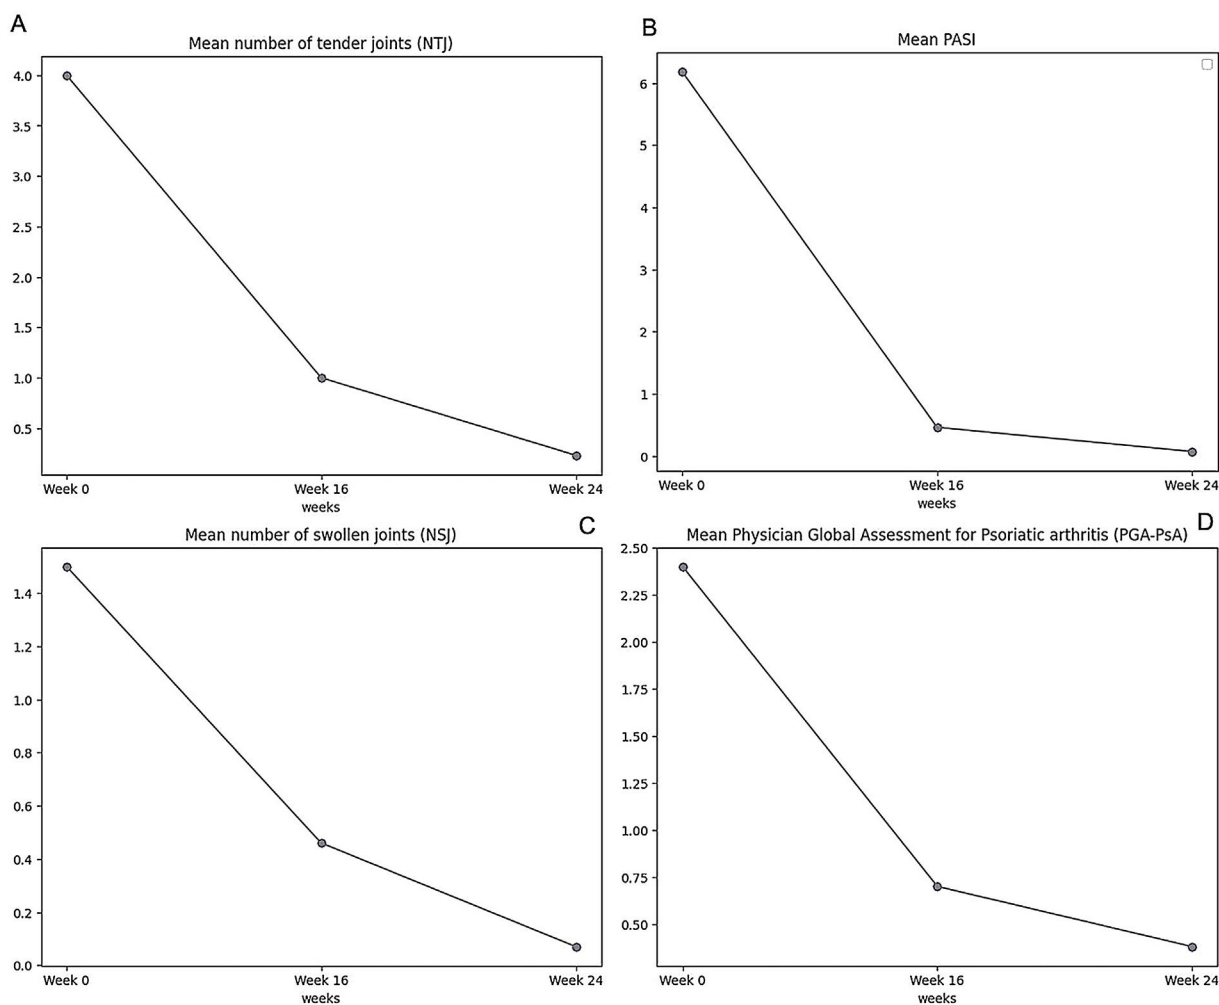 A
Mean number of tender joints (NTJ)
4.0
3.5
3.0
2.5
2.0
1.5
1.0
0.5
Week 0
Week 16
Week 24
weeks
B
Mean PASI
6
5
4
3
2
1
0
Week 0
Week 16
Week 24
weeks
C
Mean number of swollen joints (NSJ)
1.4
1.2
1.0
0.8
0.6
0.4
0.2
0.0
Week 0
Week 16
Week 24
weeks
D
Mean Physician Global Assessment for Psoriatic arthritis (PGA-PsA)
2.50
2.25
2.00
1.75
1.50
1.25
1.00
0.75
0.50
Week 0
Week 16
Week 24
weeks